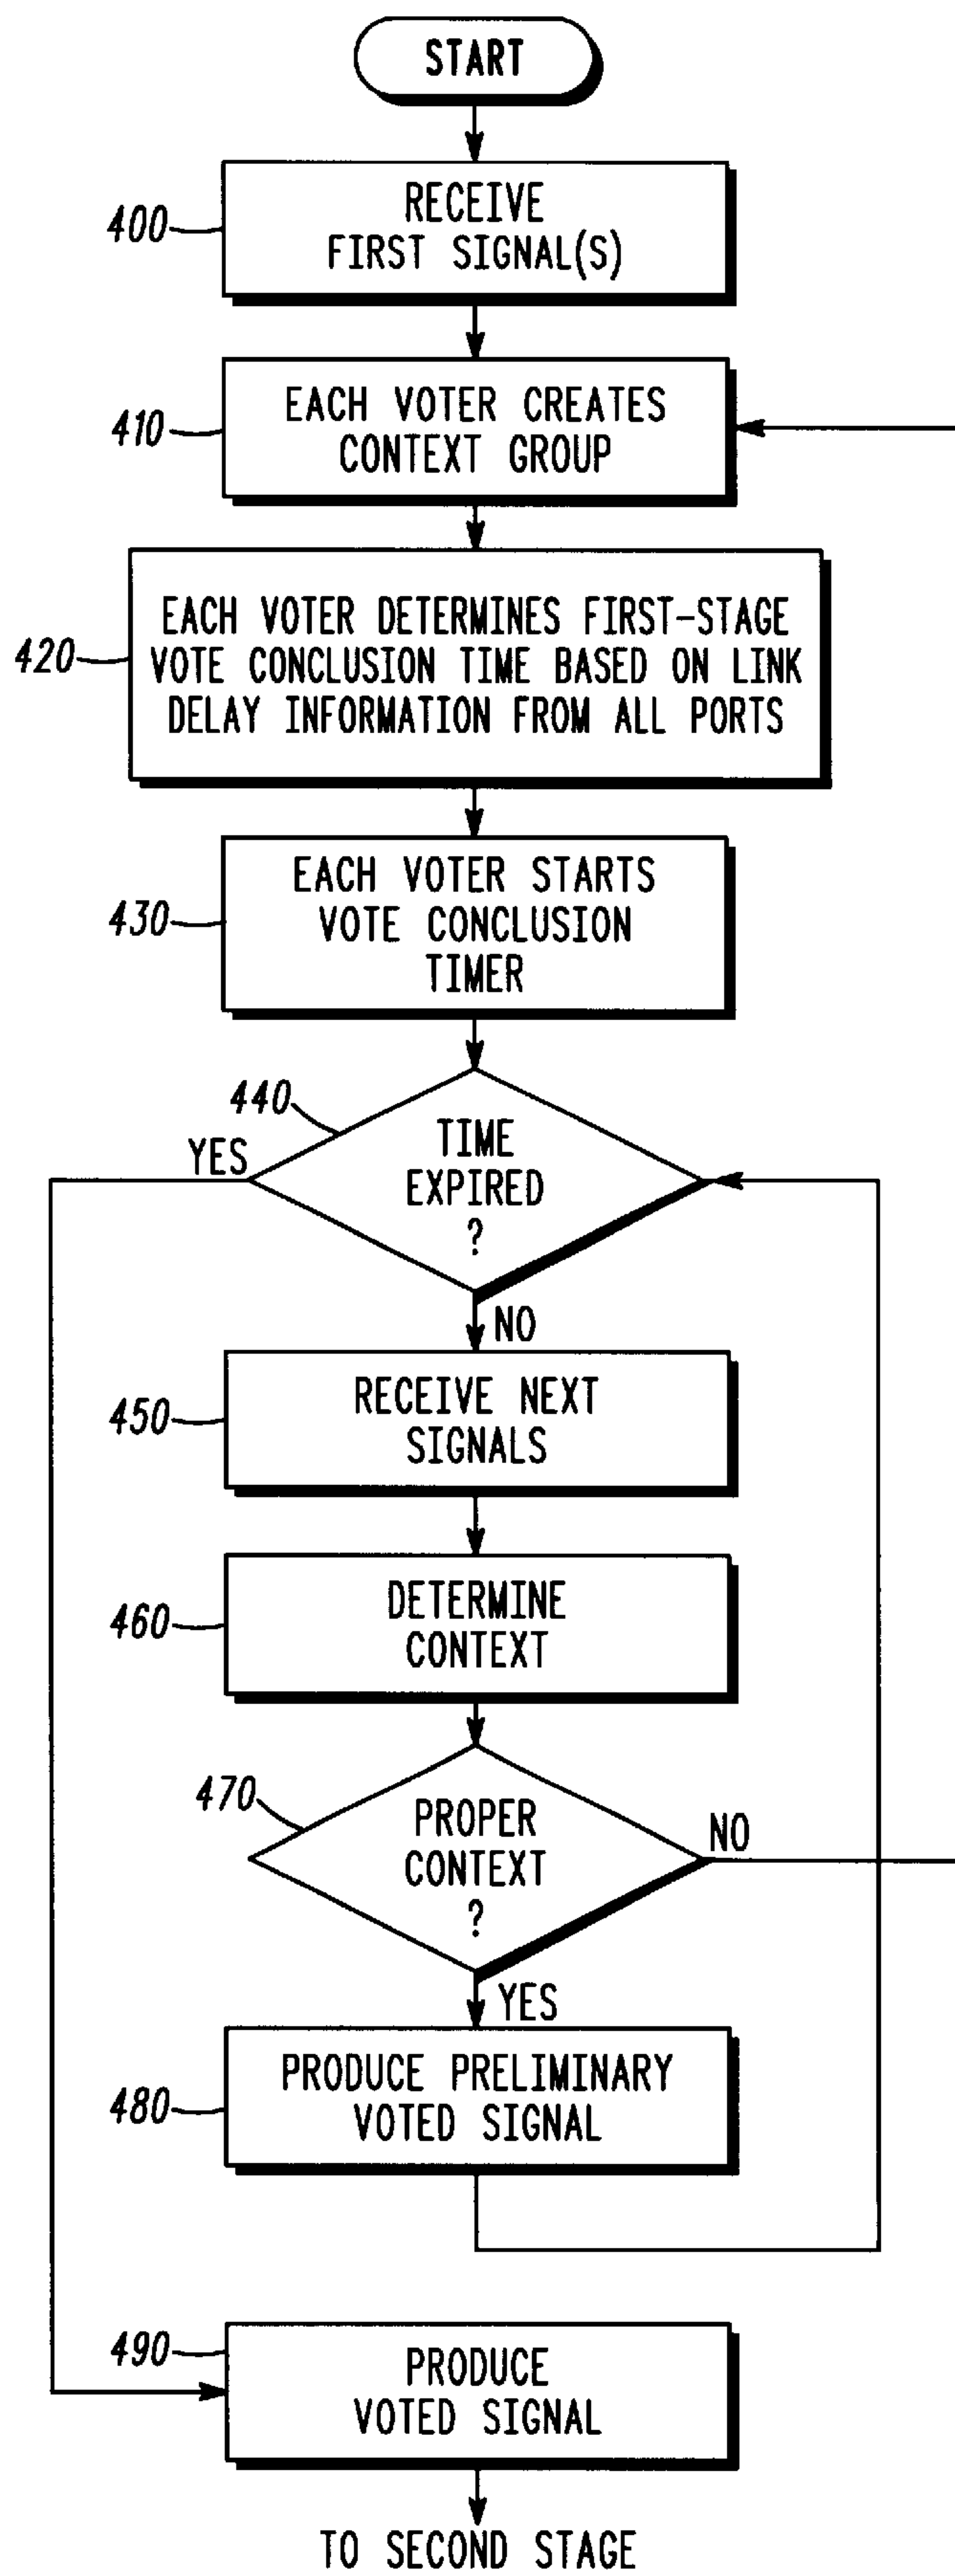 START
RECEIVE
FIRST SIGNAL(S)
400
EACH VOTER CREATES
CONTEXT GROUP
410
EACH VOTER DETERMINES FIRST-STAGE
VOTE CONCLUSION TIME BASED ON LINK
DELAY INFORMATION FROM ALL PORTS
420
EACH VOTER STARTS
VOTE CONCLUSION
TIMER
430
440
TIME
EXPIRED
?
YES
NO
RECEIVE NEXT
SIGNALS
450
DETERMINE
CONTEXT
460
470
PROPER
CONTEXT
?
NO
YES
PRODUCE PRELIMINARY
VOTED SIGNAL
480
490
PRODUCE
VOTED SIGNAL
TO SECOND STAGE